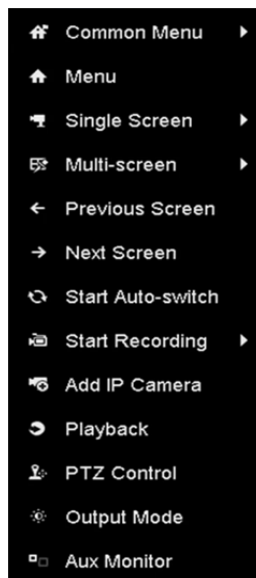 Common Menu
Menu
Single Screen
Multi-screen
Previous Screen
Next Screen
Start Auto-switch
Start Recording
Add IP Camera
Playback
PTZ Control
Output Mode
Aux Monitor